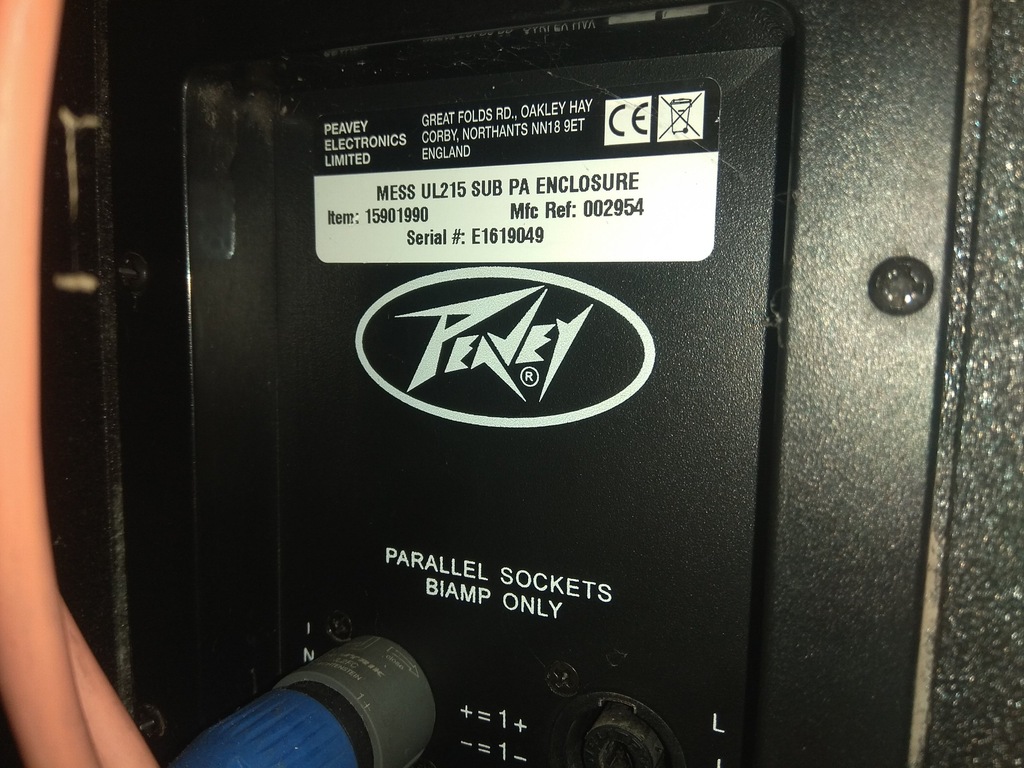 PEAVEY
ELECTRONICS
LIMITED
GREAT FOLDS RD., OAKLEY HAY
CORBY, NORTHANTS NN18 9ET
ENGLAND
CE
MESS UL215 SUB PA ENCLOSURE
Item: 15901990 Mfc Ref: 002954
Serial #: E1619049
PEAVEY
®
PARALLEL SOCKETS
BIAMP ONLY
I
N
+=1+
-=1-
L